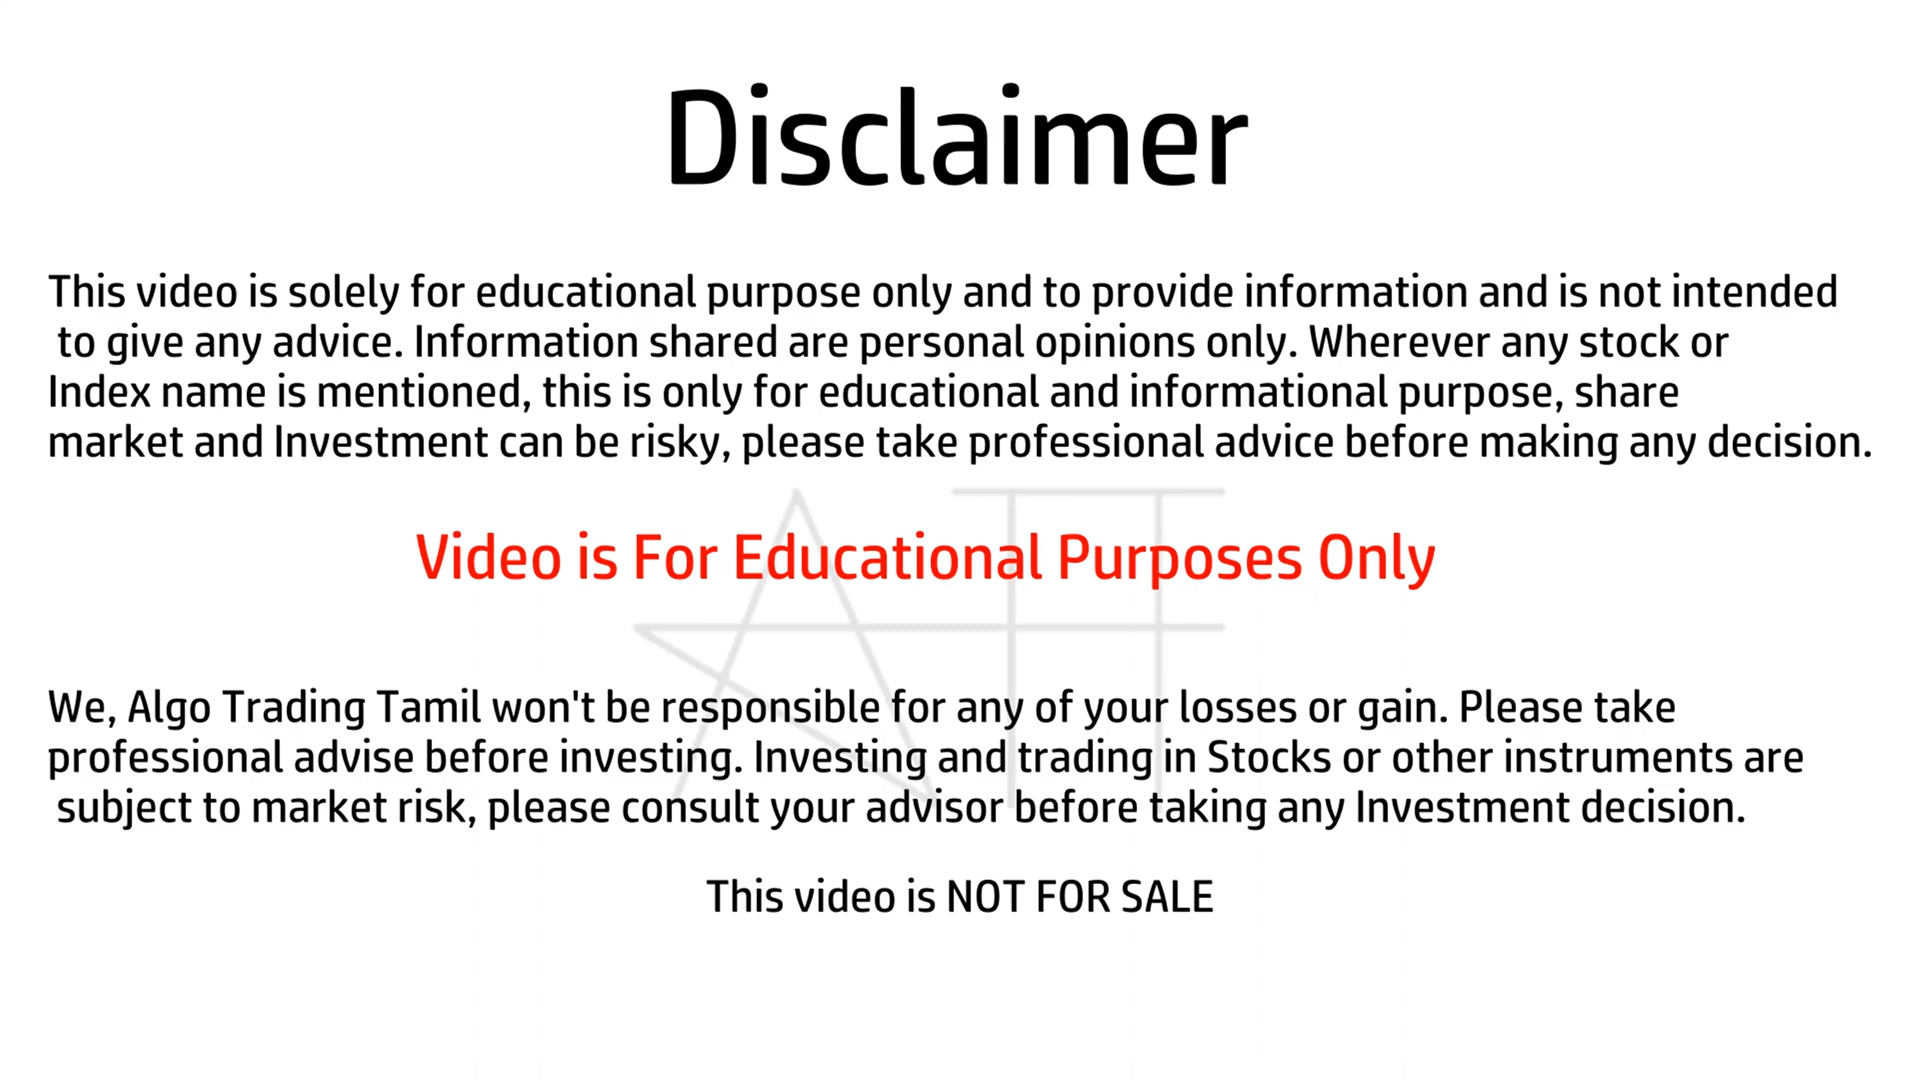 Disclaimer
This video is solely for educational purpose only and to provide information and is not intended
to give any advice. Information shared are personal opinions only. Wherever any stock or
Index name is mentioned, this is only for educational and informational purpose, share
market and Investment can be risky, please take professional advice before making any decision.
Video is For Educational Purposes Only
We, Algo Trading Tamil won't be responsible for any of your losses or gain. Please take
professional advise before investing. Investing and trading in Stocks or other instruments are
subject to market risk, please consult your advisor before taking any Investment decision.
This video is NOT FOR SALE